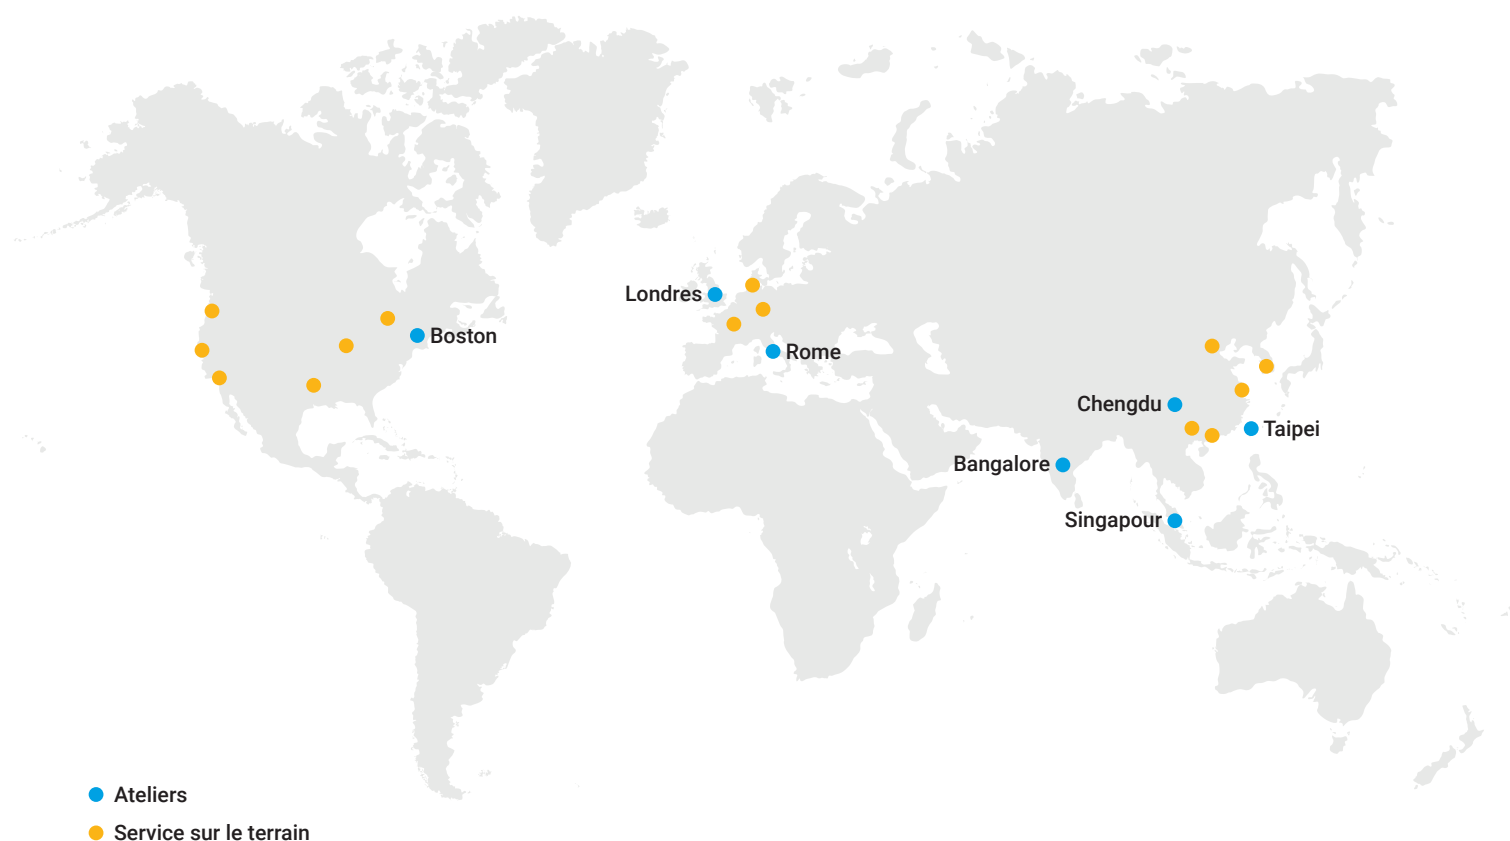 Londres
Boston
Rome
Chengdu
Taipei
Bangalore
Singapour
Ateliers
Service sur le terrain